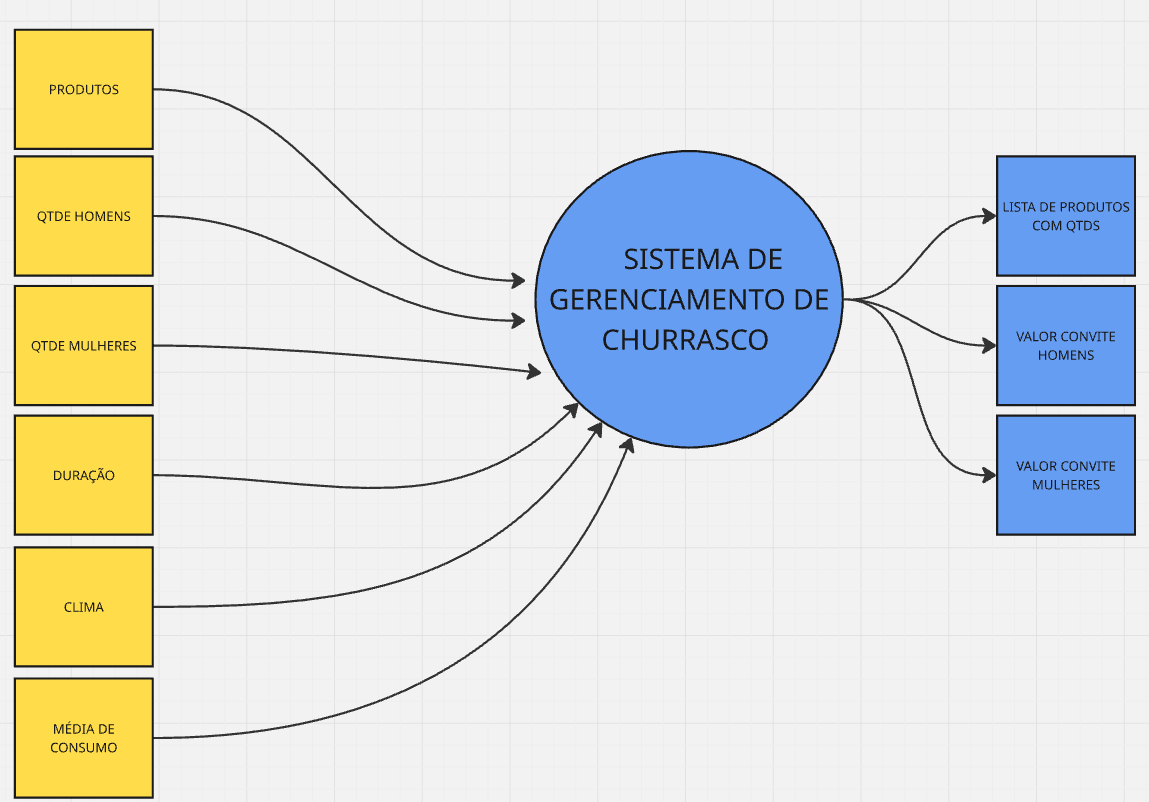 PRODUTOS
QTDE HOMENS
QTDE MULHERES
DURAÇÃO
CLIMA
MÉDIA DE
CONSUMO
SISTEMA DE
GERENCIAMENTO DE
CHURRASCO
LISTA DE PRODUTOS
COM QTDS
VALOR CONVITE
HOMENS
VALOR CONVITE
MULHERES